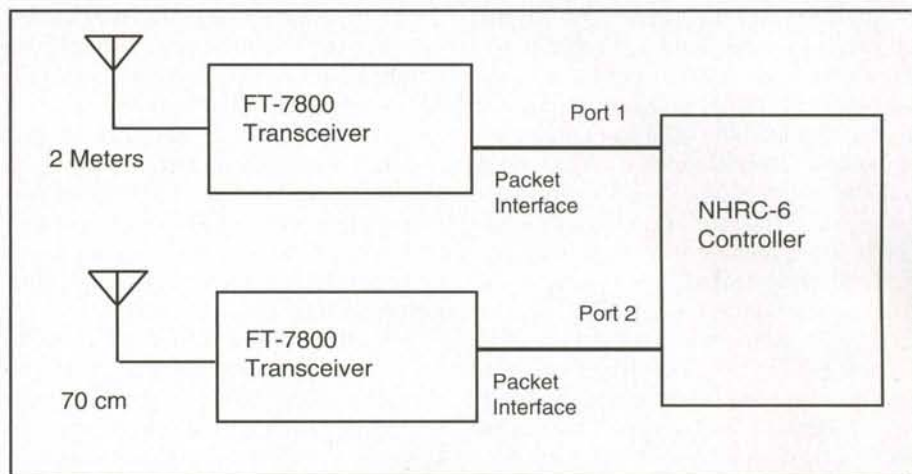 FT-7800
Transceiver
Port 1
2 Meters
Packet
Interface
NHRC-6
Controller
FT-7800
Transceiver
Port 2
70 cm
Packet
Interface